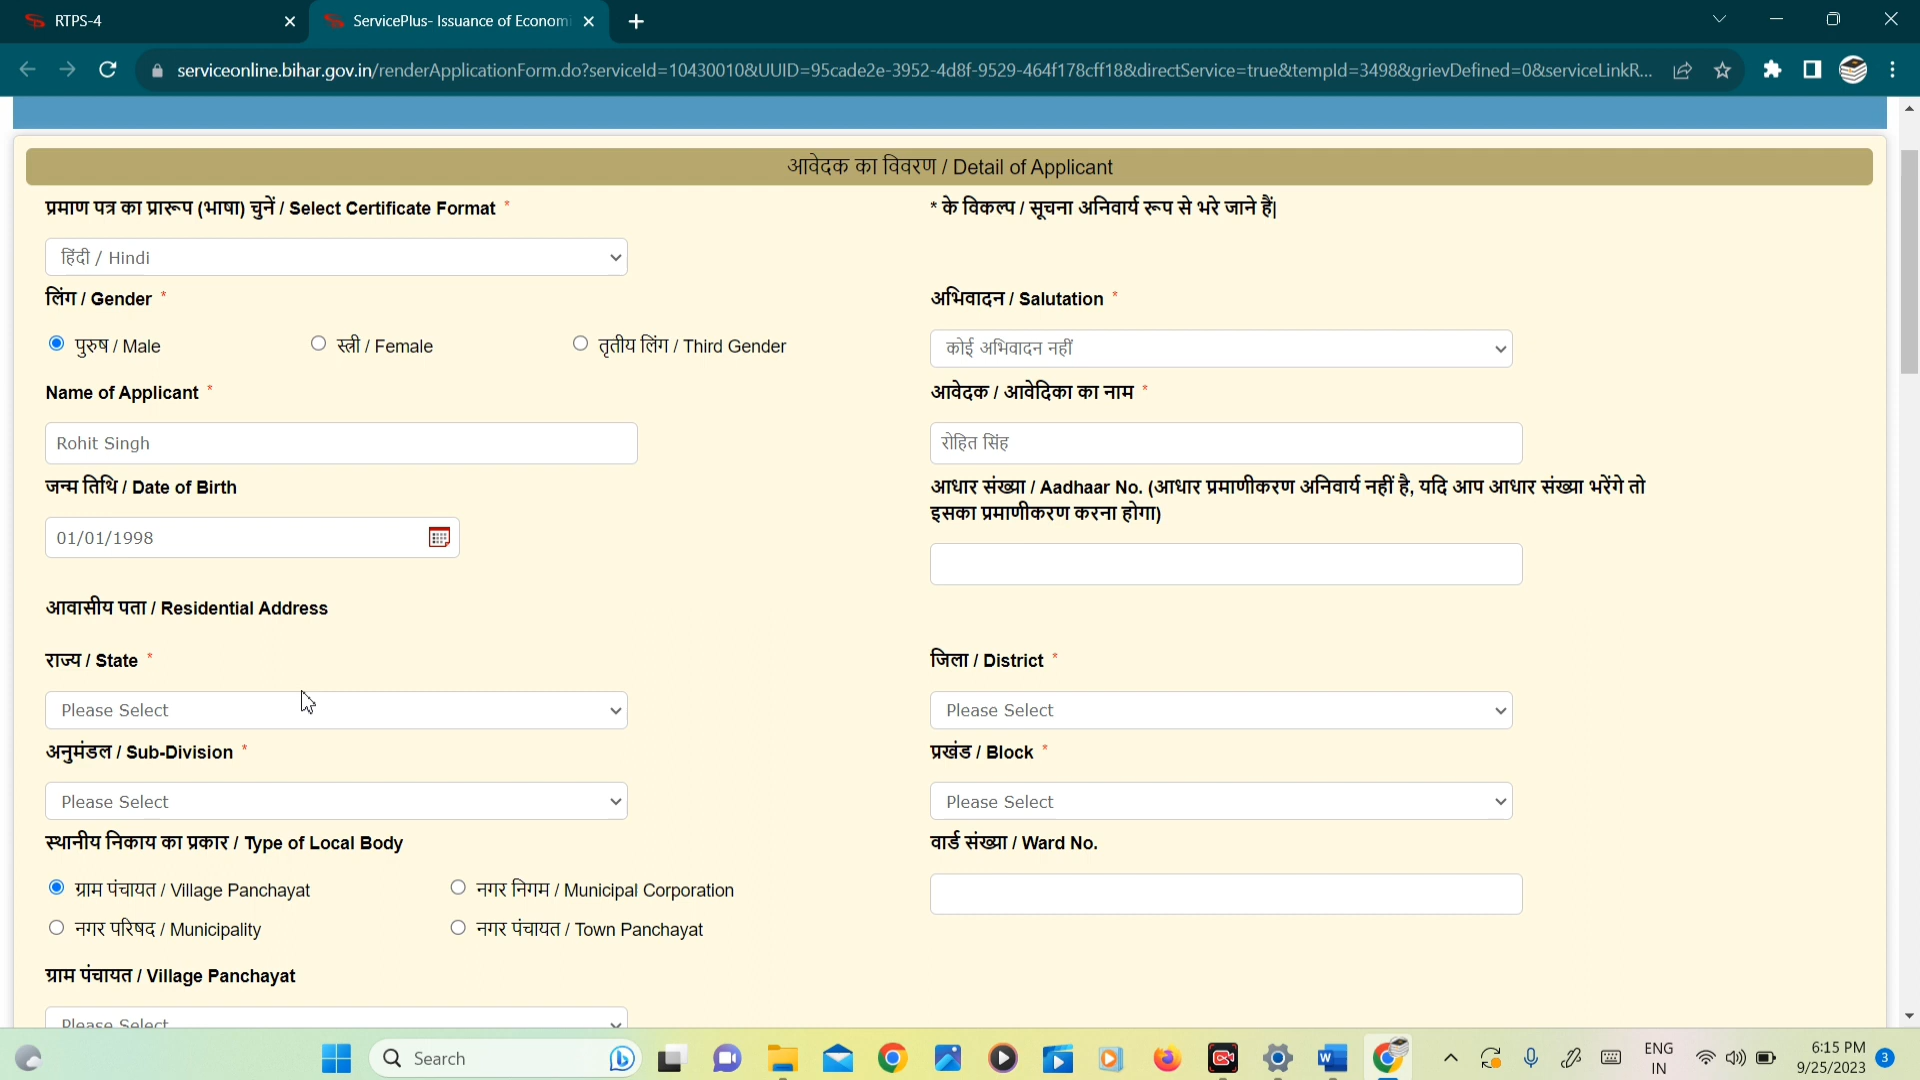 RTPS-4
ServicePlus- Issuance of Economi
serviceonline.bihar.gov.in/renderApplicationForm.do?serviceId=10430010&UUID=95cade2e-3952-4d8f-9529-464f178cff18&directService=true&tempId=3498&grievDefined=0&serviceLinkR...
आवेदक का विवरण / Detail of Applicant
प्रमाण पत्र का प्रारूप (भाषा) चुनें / Select Certificate Format *
* के विकल्प / सूचना अनिवार्य रूप से भरे जाने हैं|
हिंदी / Hindi
लिंग / Gender *
अभिवादन / Salutation *
पुरुष / Male
स्त्री / Female
तृतीय लिंग / Third Gender
कोई अभिवादन नहीं
Name of Applicant *
आवेदक / आवेदिका का नाम *
Rohit Singh
रोहित सिंह
जन्म तिथि / Date of Birth
आधार संख्या / Aadhaar No. (आधार प्रमाणीकरण अनिवार्य नहीं है, यदि आप आधार संख्या भरेंगे तो
इसका प्रमाणीकरण करना होगा)
01/01/1998
आवासीय पता / Residential Address
राज्य / State *
जिला / District *
Please Select
Please Select
अनुमंडल / Sub-Division *
प्रखंड / Block *
Please Select
Please Select
स्थानीय निकाय का प्रकार / Type of Local Body
वार्ड संख्या / Ward No.
ग्राम पंचायत / Village Panchayat
नगर निगम / Municipal Corporation
नगर परिषद / Municipality
नगर पंचायत / Town Panchayat
ग्राम पंचायत / Village Panchayat
Please Select
Search
ENG
IN
6:15 PM
9/25/2023
3